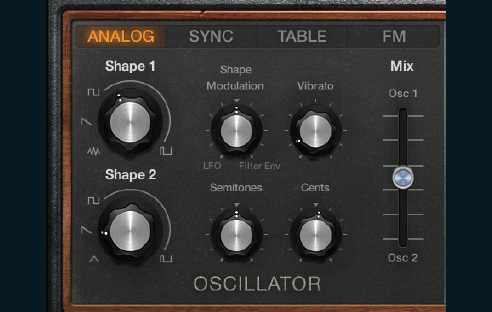 ANALOG SYNC TABLE FM
Shape 1
Shape
Modulation
Vibrato
Mix
Osc 1
LFO Filter Env
Shape 2
Semitones
Cents
Osc 2
OSCILLATOR